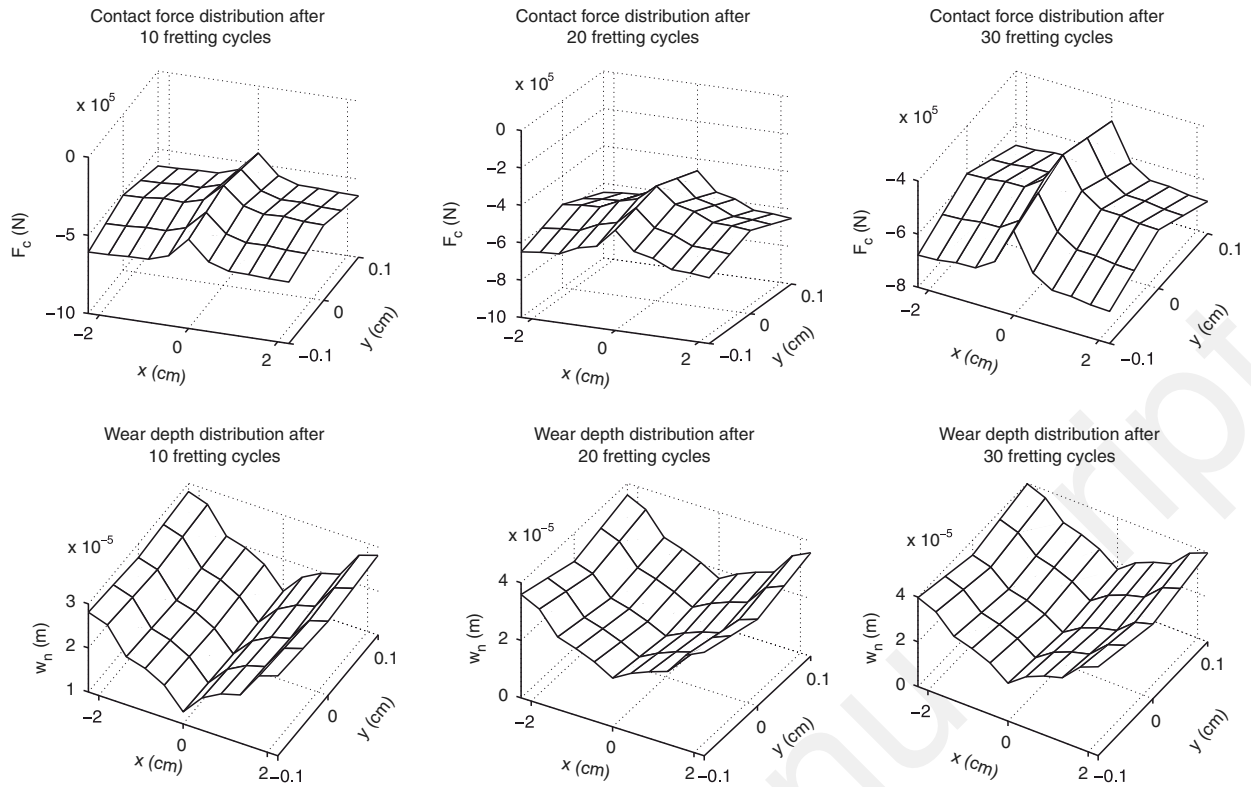 Contact force distribution after
10 fretting cycles
Contact force distribution after
20 fretting cycles
Contact force distribution after
30 fretting cycles
x 10^5
0
−5
−10
F_c (N)
−2
0
2
x (cm)
−0.1
0
0.1
y (cm)
x 10^5
0
−2
−4
−6
−8
−10
F_c (N)
−2
0
2
x (cm)
−0.1
0
0.1
y (cm)
x 10^5
−4
−6
−8
F_c (N)
−2
0
2
x (cm)
−0.1
0
0.1
y (cm)
Wear depth distribution after
10 fretting cycles
Wear depth distribution after
20 fretting cycles
Wear depth distribution after
30 fretting cycles
x 10^−5
3
2
1
w_n (m)
−2
0
2
x (cm)
−0.1
0
0.1
y (cm)
x 10^−5
4
2
0
w_n (m)
−2
0
2
x (cm)
−0.1
0
0.1
y (cm)
x 10^−5
4
2
0
w_n (m)
−2
0
2
x (cm)
−0.1
0
0.1
y (cm)